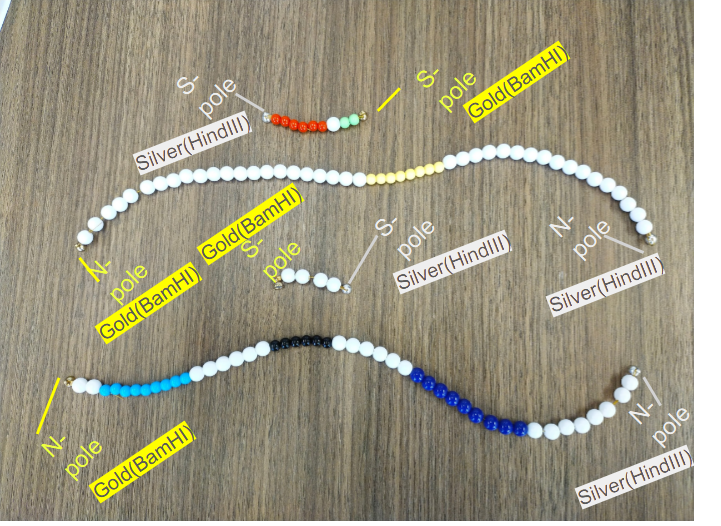 S-
pole
Silver(HindIII)
S-
pole
Gold(BamHI)
N-
pole
Gold(BamHI)
Gold(BamHI)
S-
pole
S-
pole
Silver(HindIII)
N-
pole
Silver(HindIII)
N-
pole
Gold(BamHI)
N-
pole
Silver(HindIII)